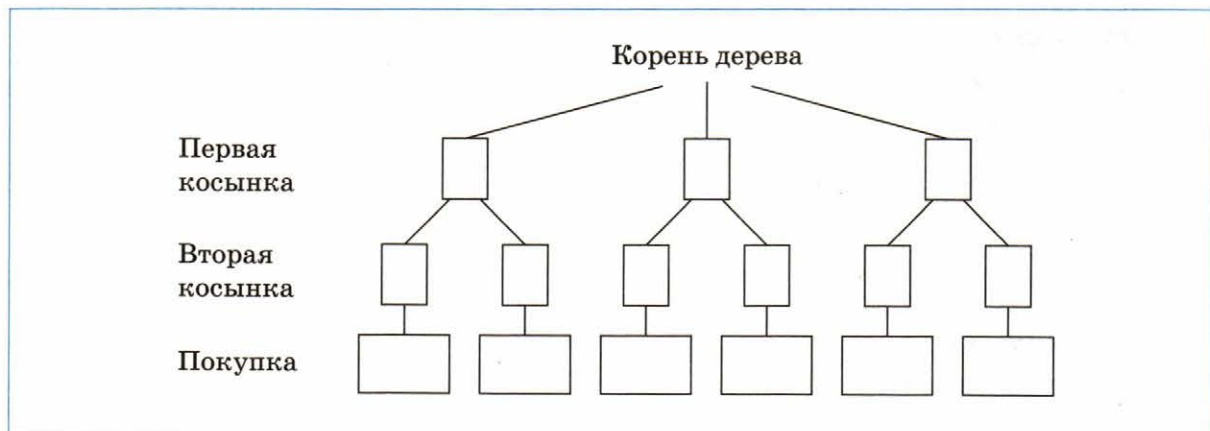 Корень дерева
Первая
косынка
Вторая
косынка
Покупка